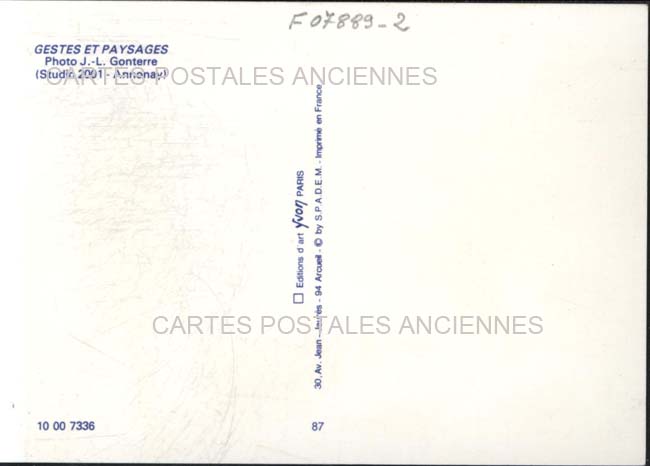 F 07889-2
GESTES ET PAYSAGES
Photo J.-L. Gonterre
(Studio 2001 - Annonay)
CARTES POSTALES ANCIENNES
Editions d'art yvon PARIS
30, Av. Jean - Jaurès - 94 Arcueil - © by S.P.A.D.E.M. - Imprimé en France
CARTES POSTALES ANCIENNES
10 00 7336
87